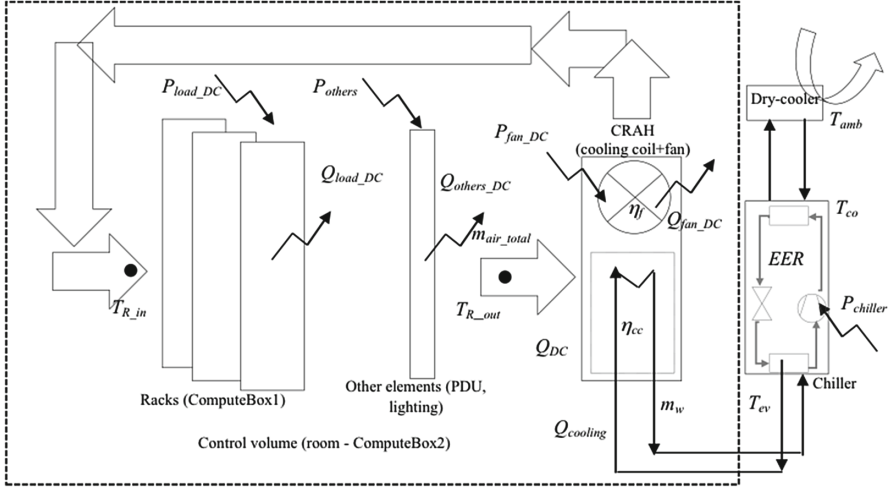 P_load_DC
P_others
P_fan_DC
CRAH
(cooling coil+fan)
Dry-cooler
T_amb
Q_load_DC
Q_others_DC
η_f
Q_fan_DC
T_co
m_air_total
EER
T_R_in
T_R_out
η_cc
P_chiller
Q_DC
Racks (ComputeBox1)
Other elements (PDU,
lighting)
Chiller
m_w
T_ev
Q_cooling
Control volume (room - ComputeBox2)